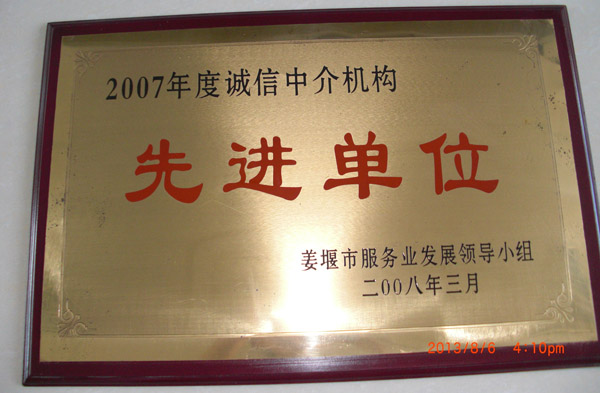 2007年度诚信中介机构
先进单位
姜堰市服务业发展领导小组
二00八年三月
2013/8/6 4:10pm